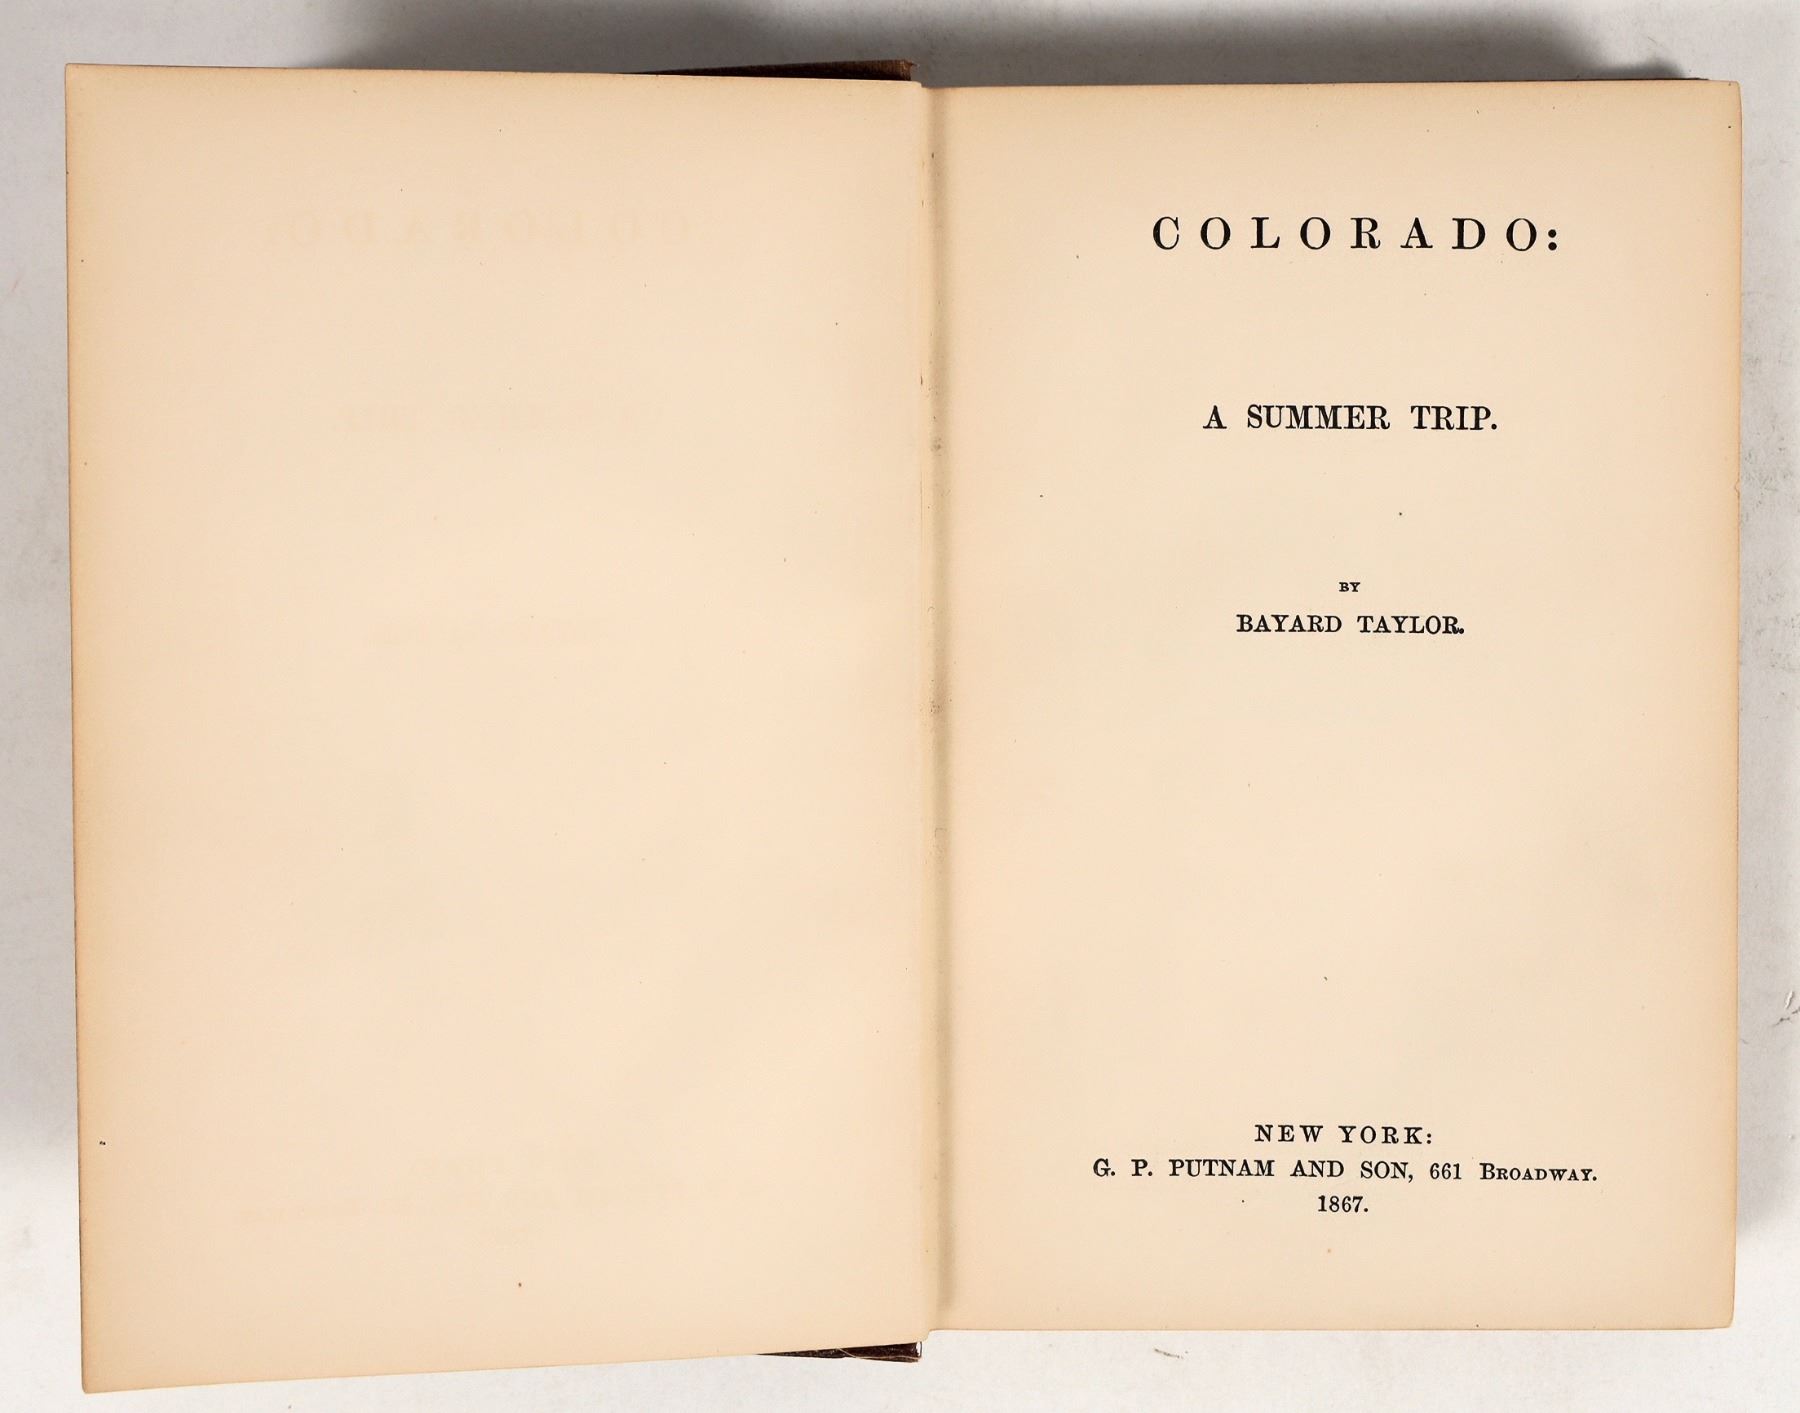 COLORADO:
A SUMMER TRIP.
BY
BAYARD TAYLOR.
NEW YORK:
G. P. PUTNAM AND SON, 661 BROADWAY.
1867.